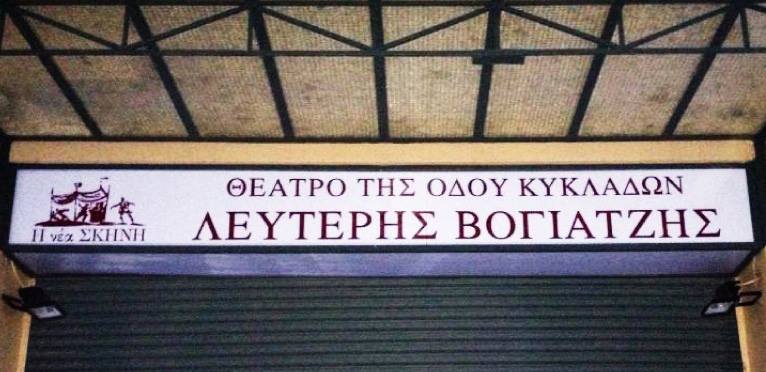 ΘΕΑΤΡΟ ΤΗΣ ΟΔΟΥ ΚΥΚΛΑΔΩΝ
ΛΕΥΤΕΡΗΣ ΒΟΓΙΑΤΖΗΣ
Η νέα ΣΚΗΝΗ